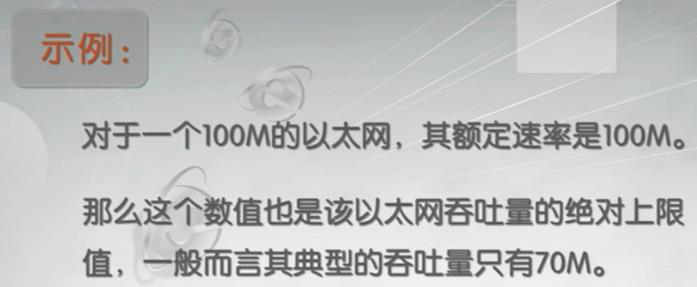 示例：
对于一个100M的以太网，其额定速率是100M。
那么这个数值也是该以太网吞吐量的绝对上限
值，一般而言其典型的吞吐量只有70M。